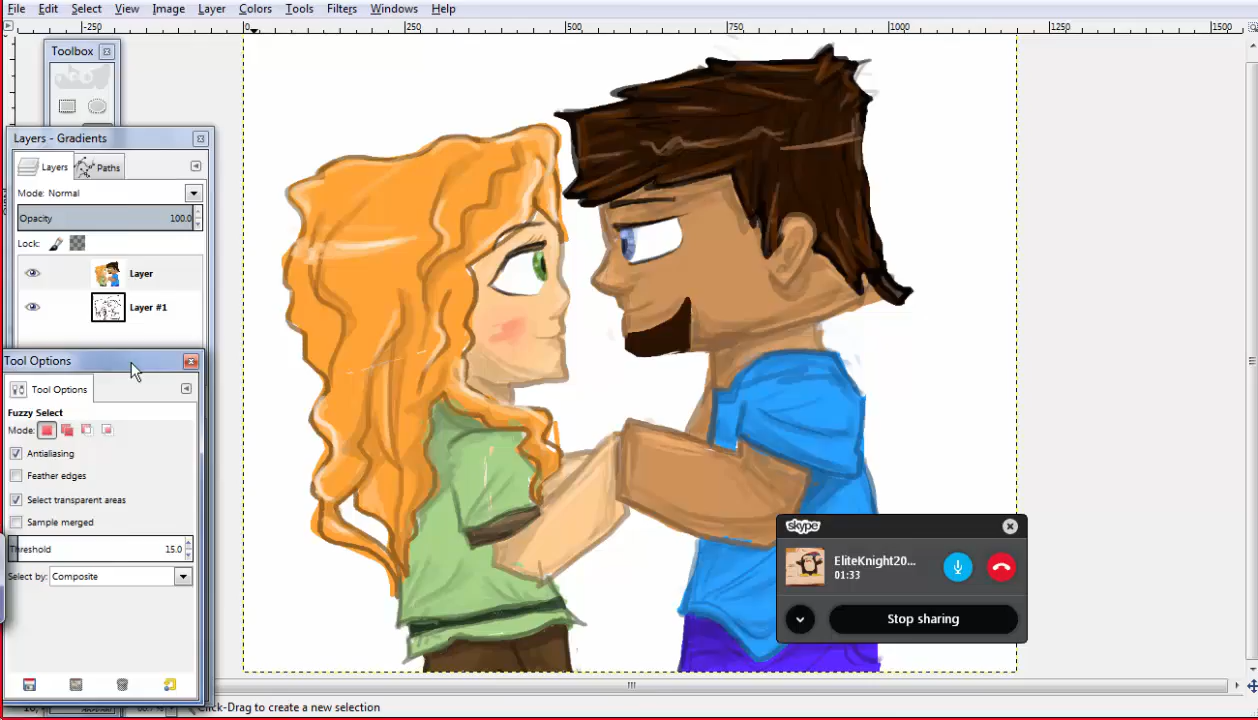 File Edit Select View Image Layer Colors Tools Filters Windows Help
-250 0 250 500 750 1000 1250 1500
Toolbox
Layers - Gradients
Layers Paths
Mode: Normal
Opacity 100.0
Lock:
Layer
Layer #1
Tool Options
Tool Options
Fuzzy Select
Mode:
Antialiasing
Feather edges
Select transparent areas
Sample merged
Threshold 15.0
Select by: Composite
skype
EliteKnight20...
01:33
Stop sharing
Click-Drag to create a new selection